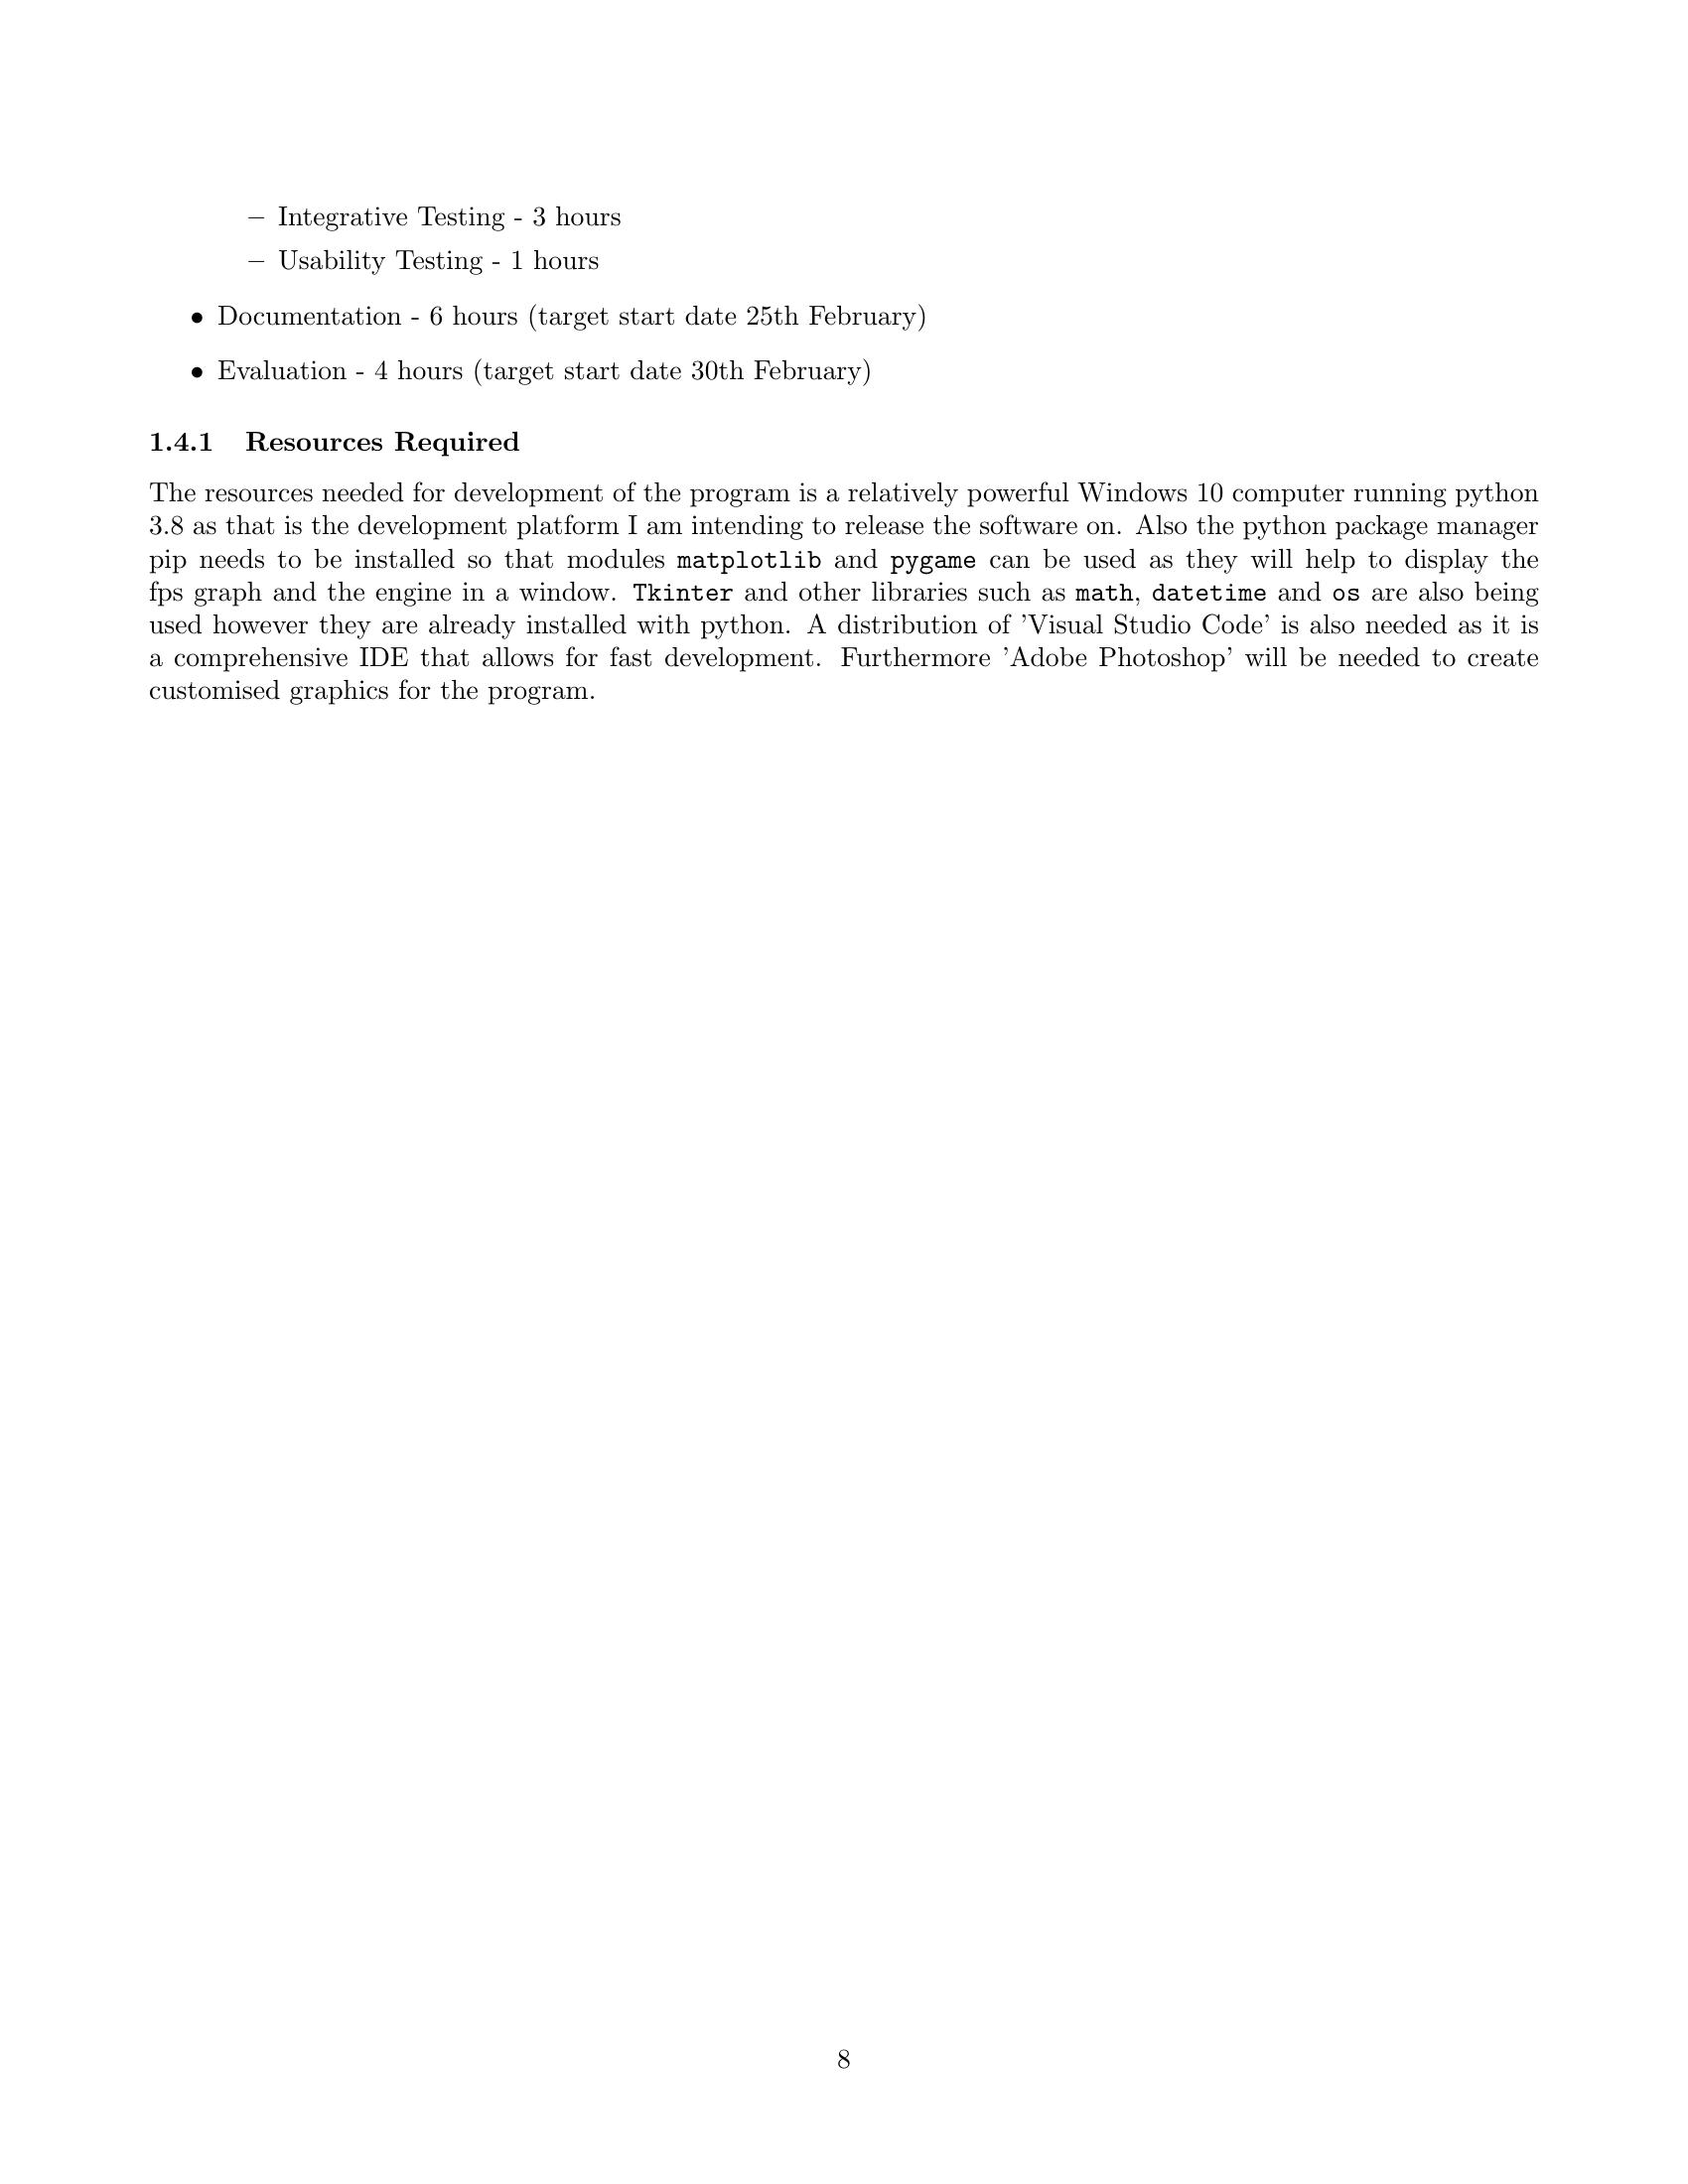 – Integrative Testing - 3 hours
– Usability Testing - 1 hours
• Documentation - 6 hours (target start date 25th February)
• Evaluation - 4 hours (target start date 30th February)
1.4.1 Resources Required
The resources needed for development of the program is a relatively powerful Windows 10 computer running python
3.8 as that is the development platform I am intending to release the software on. Also the python package manager
pip needs to be installed so that modules matplotlib and pygame can be used as they will help to display the
fps graph and the engine in a window. Tkinter and other libraries such as math, datetime and os are also being
used however they are already installed with python. A distribution of ’Visual Studio Code’ is also needed as it is
a comprehensive IDE that allows for fast development. Furthermore ’Adobe Photoshop’ will be needed to create
customised graphics for the program.
8